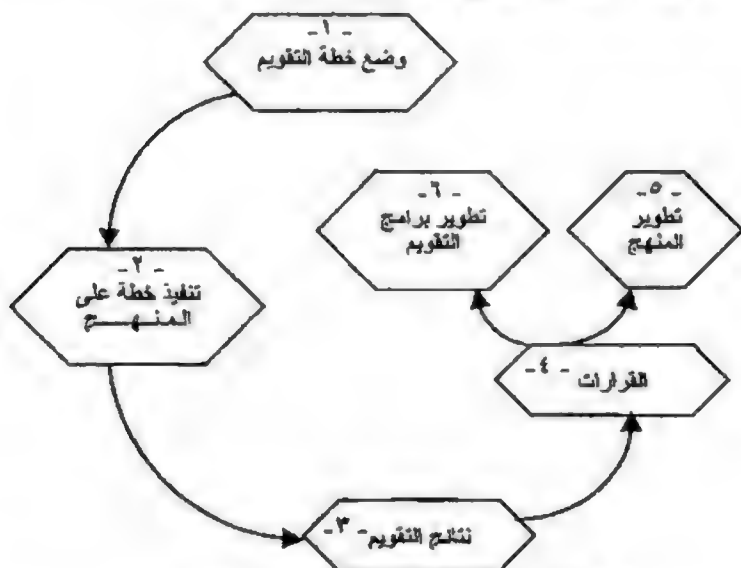 - ١ -
وضع خطة التقويم
- ٢ -
تنفيذ خطة على
المنهج
نتائج التقويم - ٣ -
القرارات - ٤ -
- ٥ -
تطوير
المنهج
- ٦ -
تطوير برامج
التقويم